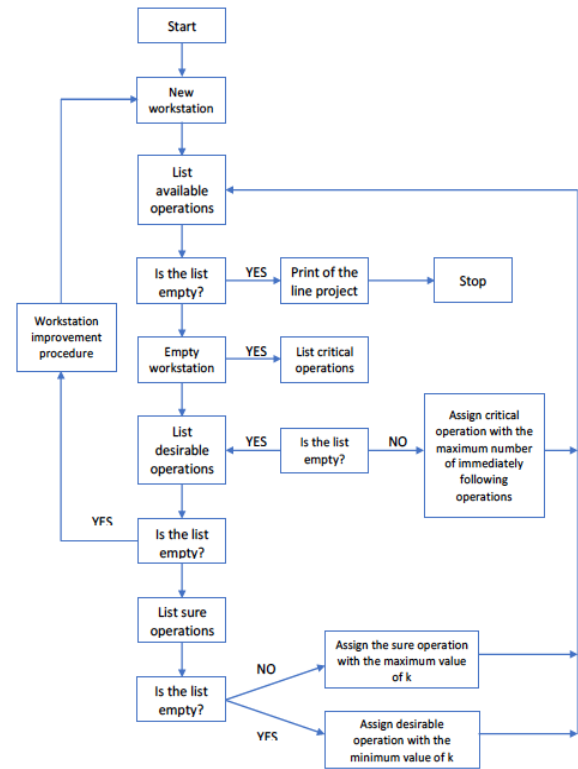 Start
New
workstation
List
available
operations
Is the list
empty?
YES
Print of the
line project
Stop
Workstation
improvement
procedure
Empty
workstation
YES
List critical
operations
List
desirable
operations
YES
Is the list
empty?
NO
Assign critical
operation with the
maximum number
of immediately
following
operations
YES
Is the list
empty?
List sure
operations
Is the list
empty?
NO
Assign the sure operation
with the maximum value
of k
YES
Assign desirable
operation with the
minimum value of k